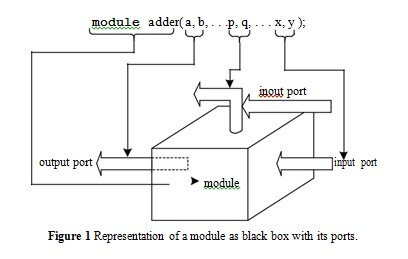 module adder(a, b, . . .p, q, . . . x, y );
inout port
output port
input port
module
Figure 1 Representation of a module as black box with its ports.